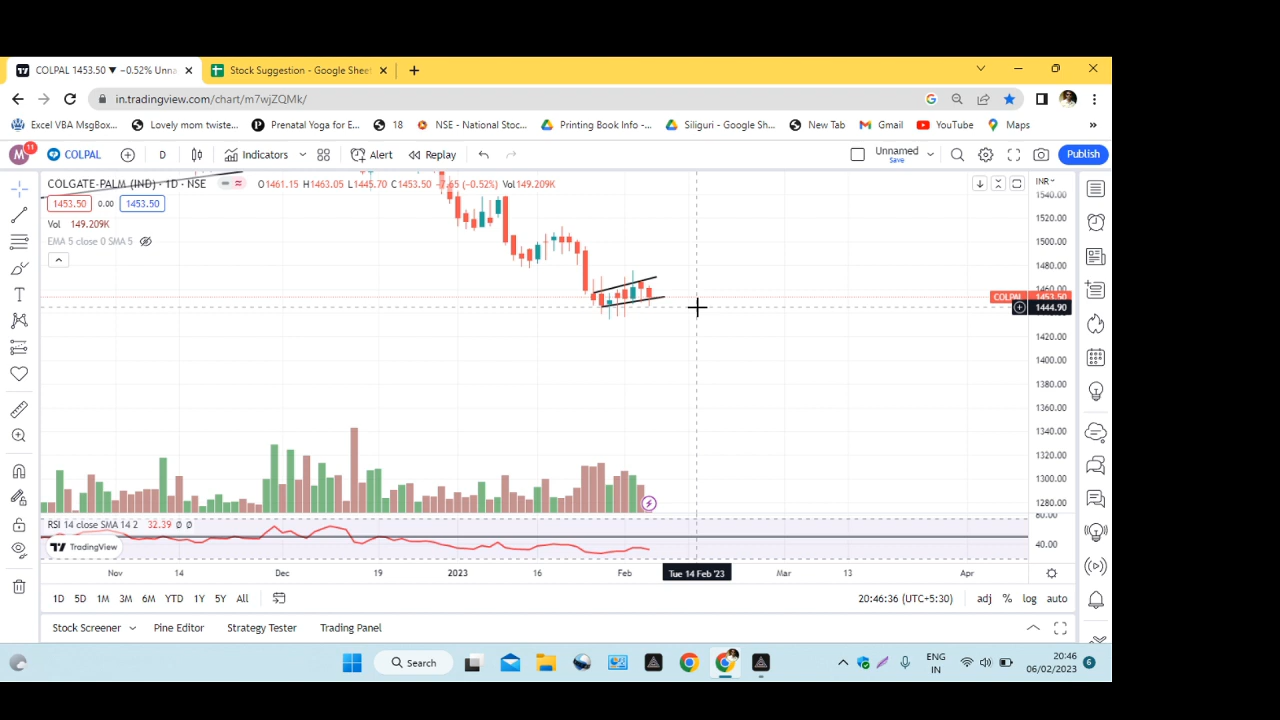 COLPAL 1453.50 ▼ −0.52% Unna
Stock Suggestion - Google Sheet
in.tradingview.com/chart/m7wjZQMk/
Excel VBA MsgBox... Lovely mom twiste... Prenatal Yoga for E... 18 NSE - National Stoc... Printing Book Info -... Siliguri - Google Sh... New Tab Gmail YouTube Maps »
M 11 COLPAL D Indicators Alert Replay Unnamed Save Publish
COLGATE-PALM (IND) · 1D · NSE O1461.15 H1463.05 L1445.70 C1453.50 −7.65 (−0.52%) Vol149.209K
1453.50 0.00 1453.50
Vol 149.209K
EMA 5 close 0 SMA 5
INR
1540.00
1520.00
1500.00
1480.00
1460.00
COLPAL 1453.50
1444.90
1420.00
1400.00
1380.00
1360.00
1340.00
1320.00
1300.00
1280.00
80.00
RSI 14 close SMA 14 2 32.39 Ø Ø
40.00
TradingView
Nov 14 Dec 19 2023 16 Feb Tue 14 Feb '23 Mar 13 Apr
1D 5D 1M 3M 6M YTD 1Y 5Y All 20:46:36 (UTC+5:30) adj % log auto
Stock Screener Pine Editor Strategy Tester Trading Panel
Search ENG IN 20:46 06/02/2023 6